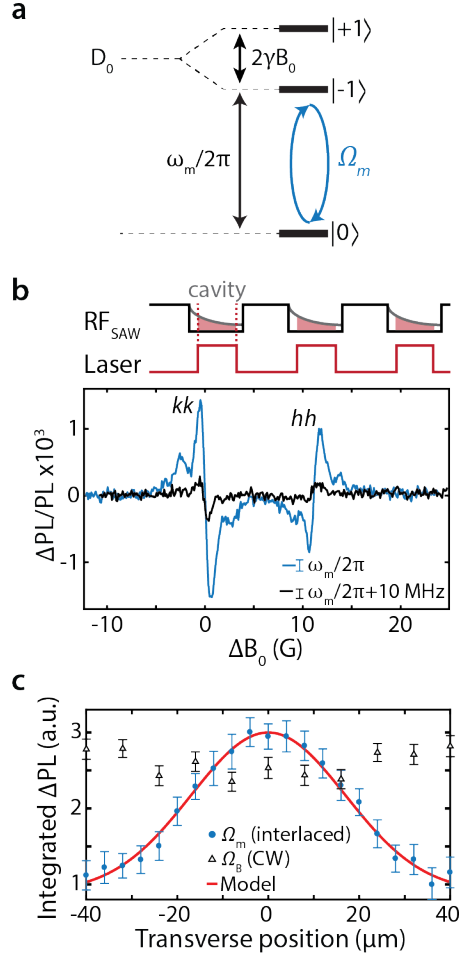 a
|+1⟩
D₀
2γB₀
|-1⟩
ωₘ/2π
Ωₘ
|0⟩
b
cavity
RF_SAW
Laser
kk
hh
ΔPL/PL x10³
1
0
-1
ωₘ/2π
ωₘ/2π+10 MHz
-10
0
10
20
ΔB₀ (G)
c
Integrated ΔPL (a.u.)
3
2
1
Ωₘ (interlaced)
Ω_B (CW)
Model
-40
-20
0
20
40
Transverse position (µm)